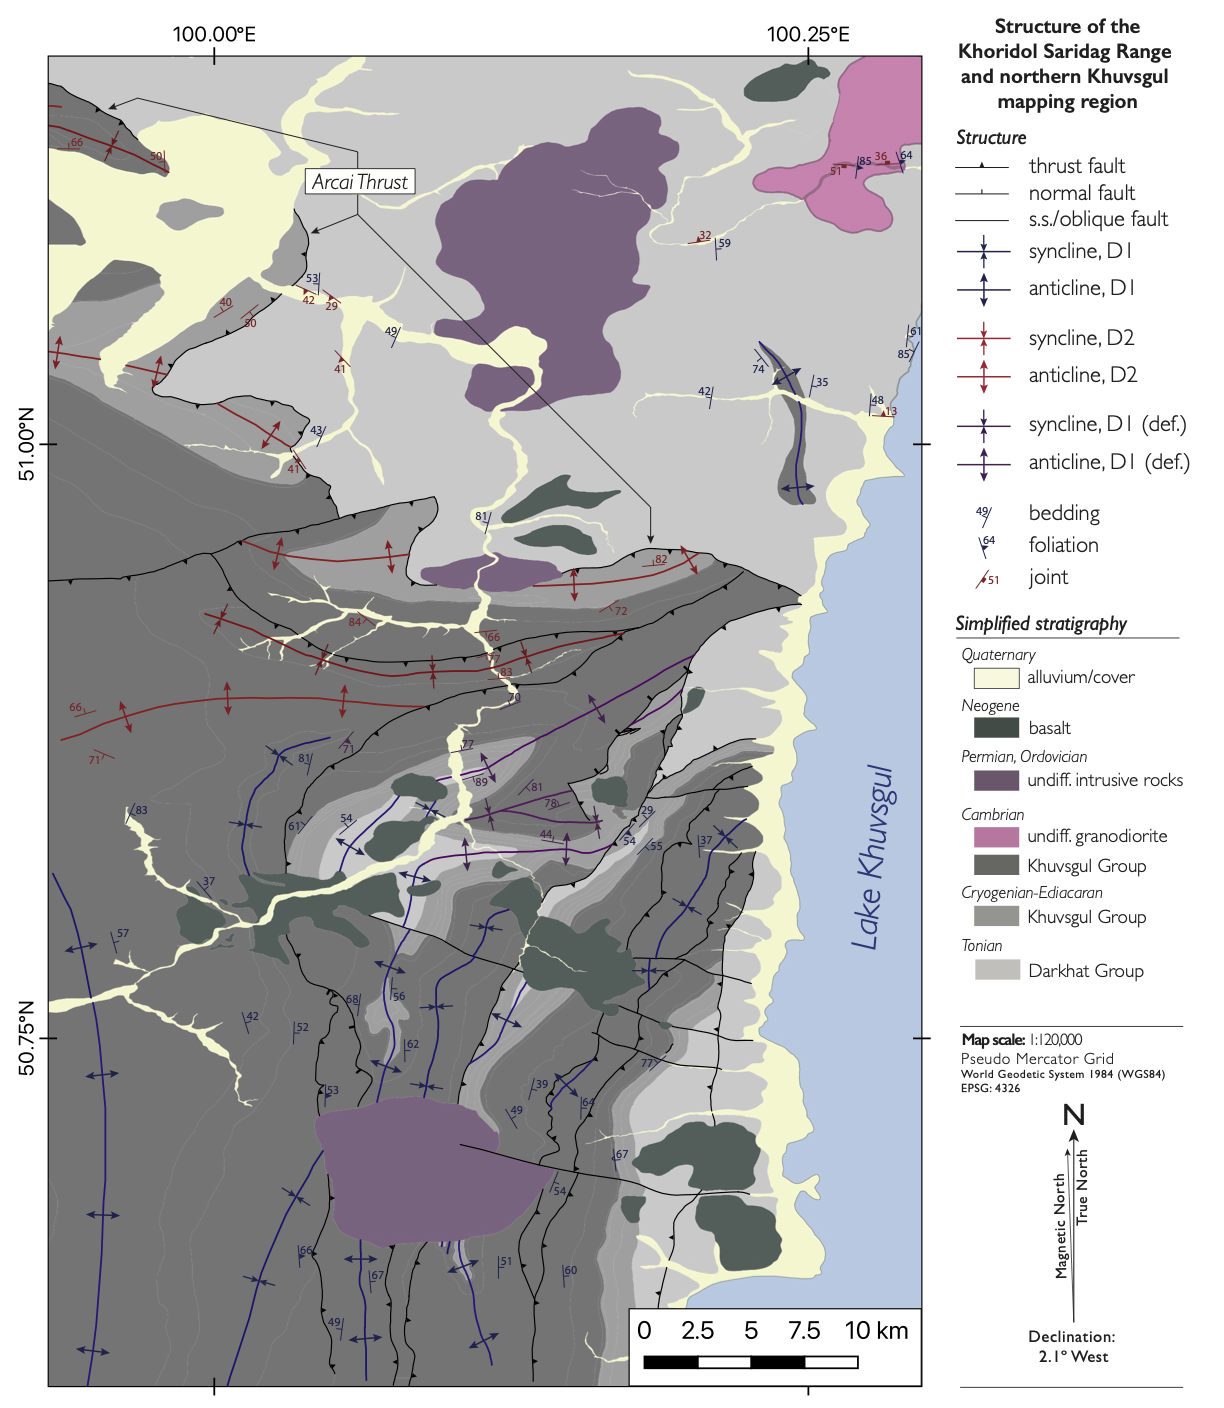 100.00°E
100.25°E
51.00°N
50.75°N
Arcai Thrust
66
50
51
85
36
64
32
59
53
42
29
40
50
49
41
61
85
74
35
42
48
13
43
41
81
82
72
84
66
77
83
70
66
71
71
77
81
89
81
78
83
54
61
44
29
54
55
37
37
57
68
56
42
52
62
77
53
39
64
49
67
54
66
67
51
60
49
Lake Khuvsgul
0 2.5 5 7.5 10 km
Structure of the
Khoridol Saridag Range
and northern Khuvsgul
mapping region
Structure
thrust fault
normal fault
s.s./oblique fault
syncline, D1
anticline, D1
syncline, D2
anticline, D2
syncline, D1 (def.)
anticline, D1 (def.)
49 bedding
64 foliation
51 joint
Simplified stratigraphy
Quaternary
alluvium/cover
Neogene
basalt
Permian, Ordovician
undiff. intrusive rocks
Cambrian
undiff. granodiorite
Khuvsgul Group
Cryogenian-Ediacaran
Khuvsgul Group
Tonian
Darkhat Group
Map scale: 1:120,000
Pseudo Mercator Grid
World Geodetic System 1984 (WGS84)
EPSG: 4326
N
Magnetic North
True North
Declination:
2.1º West